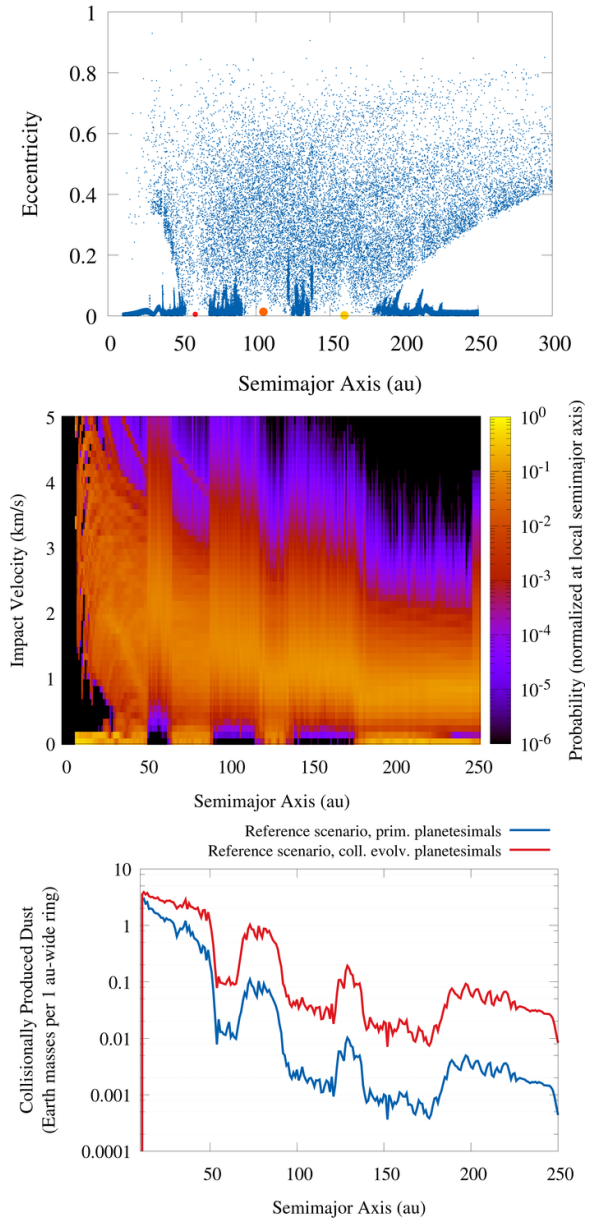 1
0.8
0.6
0.4
0.2
0
Eccentricity
0 50 100 150 200 250 300
Semimajor Axis (au)
5
4
3
2
1
0
Impact Velocity (km/s)
0 50 100 150 200 250
Semimajor Axis (au)
10^0
10^-1
10^-2
10^-3
10^-4
10^-5
10^-6
Probability (normalized at local semimajor axis)
Reference scenario, prim. planetesimals
Reference scenario, coll. evolv. planetesimals
10
1
0.1
0.01
0.001
0.0001
Collisionally Produced Dust
(Earth masses per 1 au-wide ring)
50 100 150 200 250
Semimajor Axis (au)